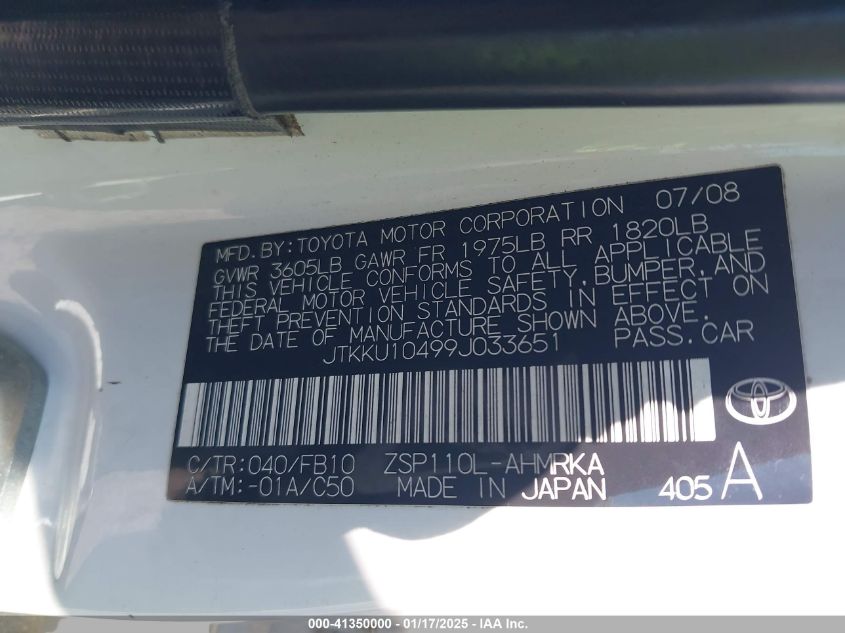 MFD.BY:TOYOTA MOTOR CORPORATION 07/08
GVWR 3605LB GAWR FR 1975LB RR 1820LB
THIS VEHICLE CONFORMS TO ALL APPLICABLE
FEDERAL MOTOR VEHICLE SAFETY,BUMPER,AND
THEFT PREVENTION STANDARDS IN EFFECT ON
THE DATE OF MANUFACTURE SHOWN ABOVE.
JTKKU10499J033651 PASS.CAR
C/TR:040/FB10 ZSP110L-AHMRKA
A/TM:-01A/C50 MADE IN JAPAN 405 A
000-41350000 - 01/17/2025 - IAA Inc.